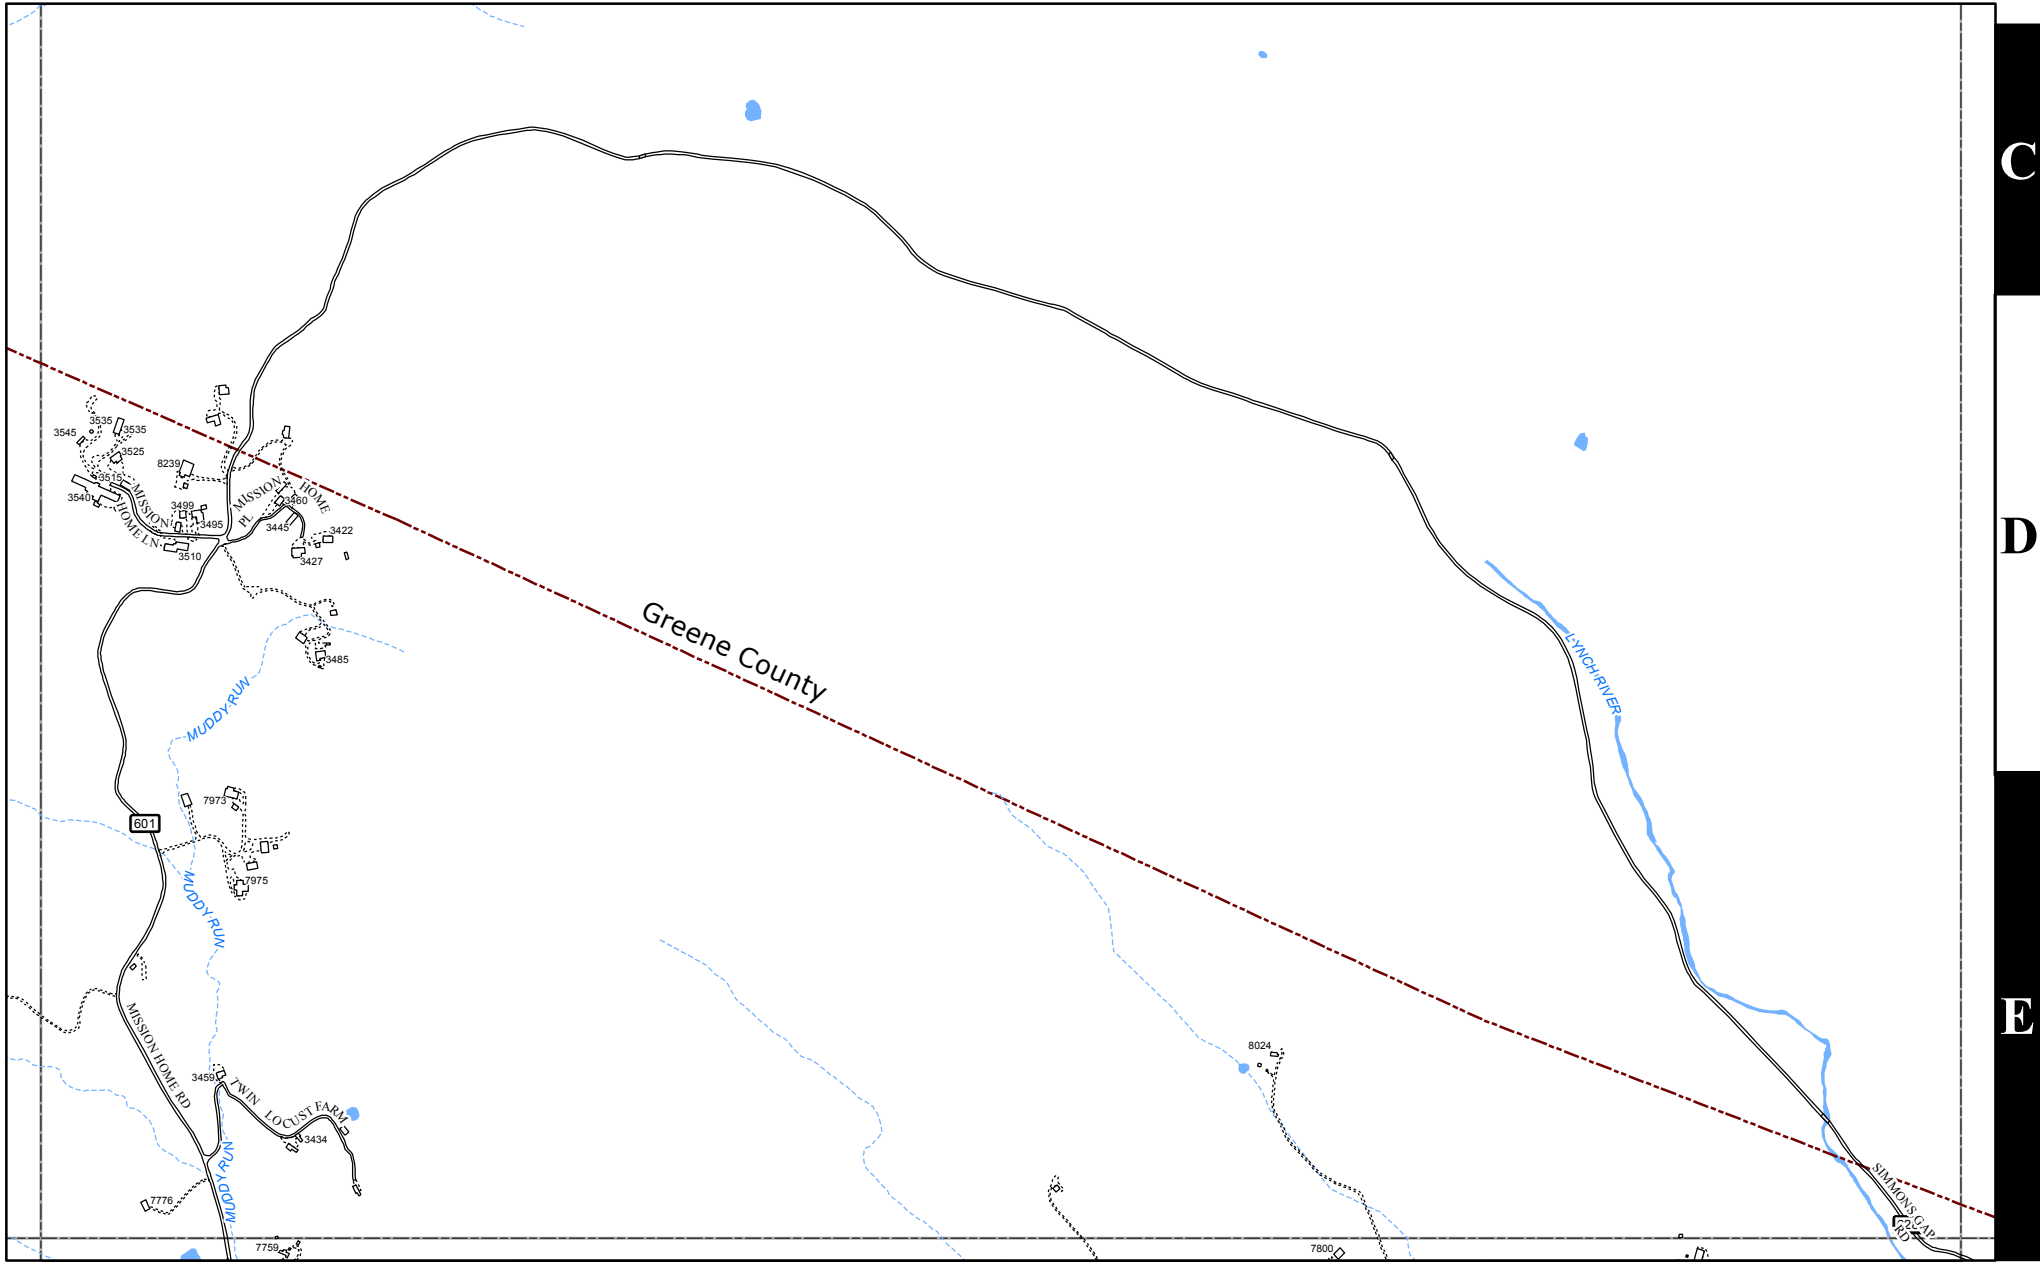 C
D
E
3535
3545
3535
3525
8239
3515
3540
MISSION
HOME LN
3499
3495
3510
MISSION
HOME
PL
3460
3445
3422
3427
3485
Greene County
LYNCH RIVER
MUDDY RUN
7973
601
7975
MUDDY RUN
MISSION HOME RD
3459
TWIN LOCUST FARM
3434
MUDDY RUN
7776
7759
8024
7800
SIMMONS GAP
RD